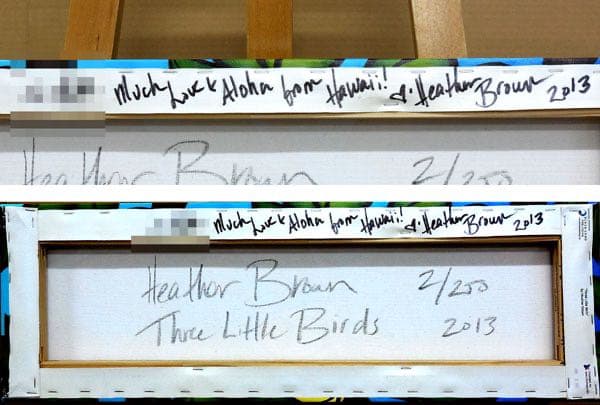 Much Love & Aloha from Hawaii! Heather Brown 2013
Heather Brown 2/250
Much Love & Aloha from Hawaii! Heather Brown 2013
Heather Brown 2/250
Three Little Birds 2013